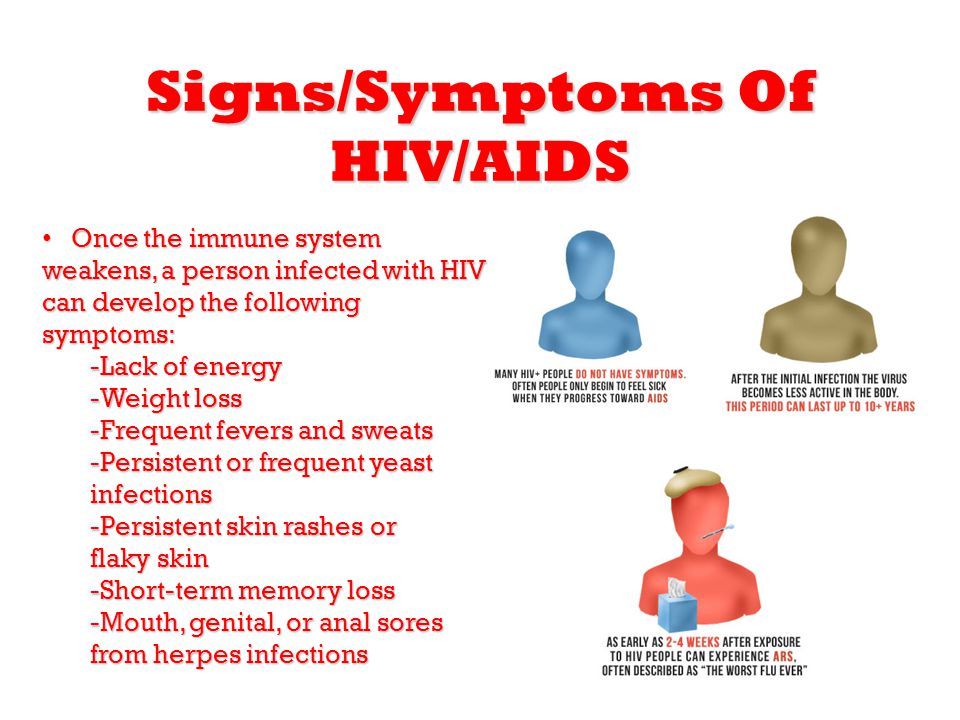 Signs/Symptoms Of
HIV/AIDS
• Once the immune system
weakens, a person infected with HIV
can develop the following
symptoms:
-Lack of energy
-Weight loss
-Frequent fevers and sweats
-Persistent or frequent yeast
infections
-Persistent skin rashes or
flaky skin
-Short-term memory loss
-Mouth, genital, or anal sores
from herpes infections
MANY HIV+ PEOPLE DO NOT HAVE SYMPTOMS.
OFTEN PEOPLE ONLY BEGIN TO FEEL SICK
WHEN THEY PROGRESS TOWARD AIDS
AFTER THE INITIAL INFECTION THE VIRUS
BECOMES LESS ACTIVE IN THE BODY.
THIS PERIOD CAN LAST UP TO 10+ YEARS
AS EARLY AS 2-4 WEEKS AFTER EXPOSURE
TO HIV PEOPLE CAN EXPERIENCE ARS,
OFTEN DESCRIBED AS “THE WORST FLU EVER”